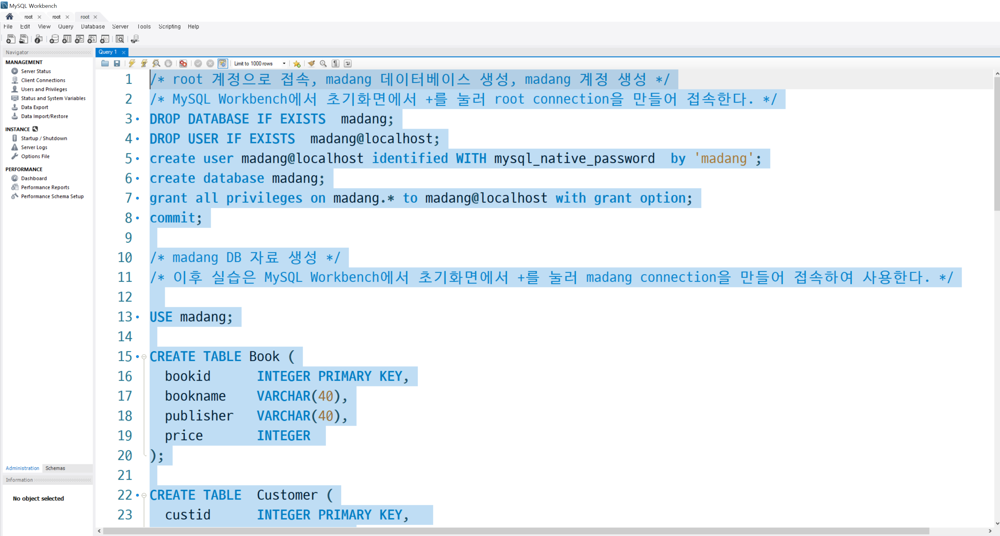 MySQL Workbench
root
root
root
File Edit View Query Database Server Tools Scripting Help
Navigator
Query 1
MANAGEMENT
Server Status
Client Connections
Users and Privileges
Status and System Variables
Data Export
Data Import/Restore
INSTANCE
Startup / Shutdown
Server Logs
Options File
PERFORMANCE
Dashboard
Performance Reports
Performance Schema Setup
Administration Schemas
Information
No object selected
Limit to 1000 rows
1 /* root 계정으로 접속, madang 데이터베이스 생성, madang 계정 생성 */
2 /* MySQL Workbench에서 초기화면에서 +를 눌러 root connection을 만들어 접속한다. */
3 DROP DATABASE IF EXISTS  madang;
4 DROP USER IF EXISTS  madang@localhost;
5 create user madang@localhost identified WITH mysql_native_password  by 'madang';
6 create database madang;
7 grant all privileges on madang.* to madang@localhost with grant option;
8 commit;
9
10 /* madang DB 자료 생성 */
11 /* 이후 실습은 MySQL Workbench에서 초기화면에서 +를 눌러 madang connection을 만들어 접속하여 사용한다. */
12
13 USE madang;
14
15 CREATE TABLE Book (
16   bookid      INTEGER PRIMARY KEY,
17   bookname    VARCHAR(40),
18   publisher   VARCHAR(40),
19   price       INTEGER
20 );
21
22 CREATE TABLE  Customer (
23   custid      INTEGER PRIMARY KEY,